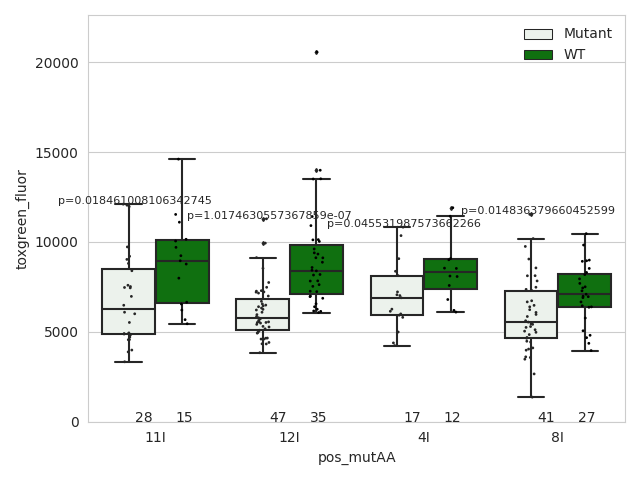 Mutant
WT
20000
15000
10000
5000
0
toxgreen_fluor
p=0.018461008106342745
p=1.0174630557367859e-07
p=0.045531987573662266
p=0.014836379660452599
28 15 47 35 17 12 41 27
11I 12I 4I 8I
pos_mutAA